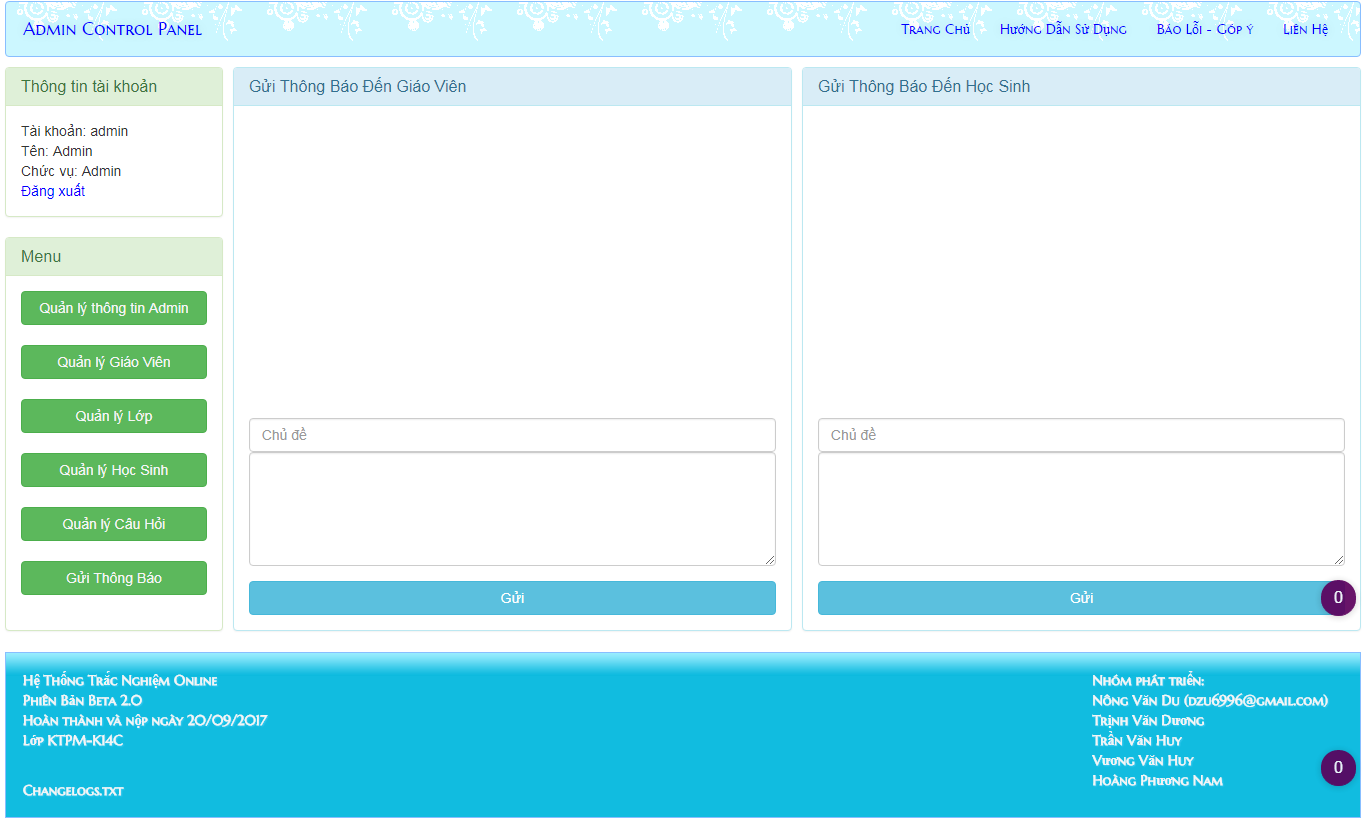 Admin Control Panel
Trang Chủ
Hướng Dẫn Sử Dụng
Báo Lỗi - Góp ý
Liên Hệ
Thông tin tài khoản
Tài khoản: admin
Tên: Admin
Chức vụ: Admin
Đăng xuất
Menu
Quản lý thông tin Admin
Quản lý Giáo Viên
Quản lý Lớp
Quản lý Học Sinh
Quản lý Câu Hỏi
Gửi Thông Báo
Gửi Thông Báo Đến Giáo Viên
Chủ đề
Gửi
Gửi Thông Báo Đến Học Sinh
Chủ đề
Gửi
0
Hệ Thống Trắc Nghiệm Online
Phiên Bản Beta 2.0
Hoàn thành và nộp ngày 20/09/2017
Lớp KTPM-K14C
Changelogs.txt
Nhóm phát triển:
Nông Văn Du (dzu6996@gmail.com)
Trịnh Văn Dương
Trần Văn Huy
Vương Văn Huy
Hoàng Phương Nam
0